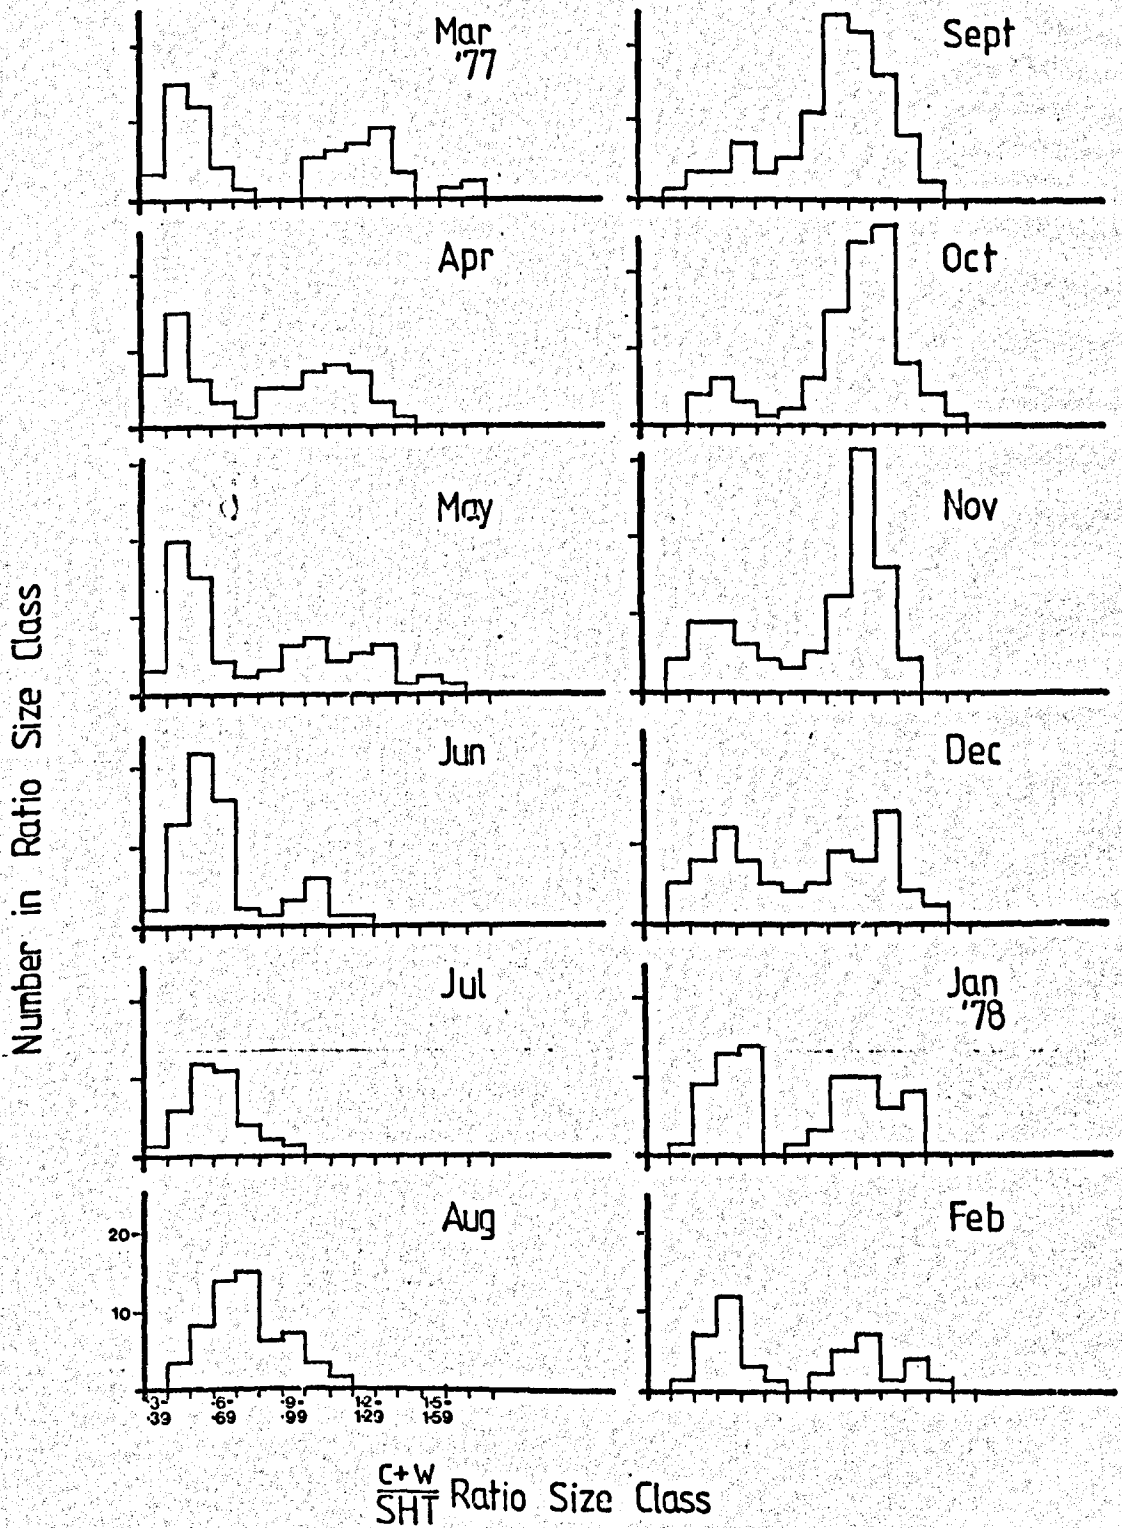 Mar
'77
Sept
Apr
Oct
May
Nov
Jun
Dec
Jul
Jan
'78
Aug
Feb
Number in Ratio Size Class
20
10
·3- ·6- ·9- 1·2- 1·5-
·39 ·69 ·99 1·29 1·59
C+W
SHT Ratio Size Class